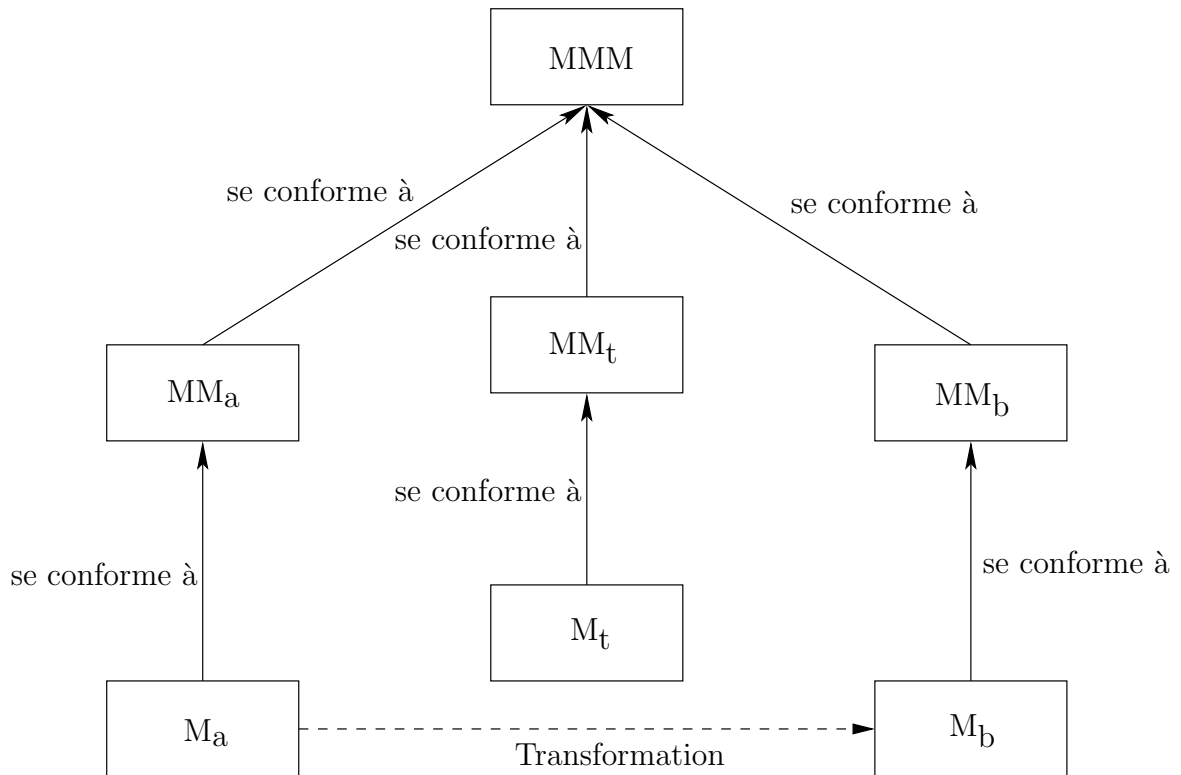 MMM
se conforme à
se conforme à
se conforme à
MMt
MMa
MMb
se conforme à
se conforme à
se conforme à
Mt
Ma
Mb
Transformation